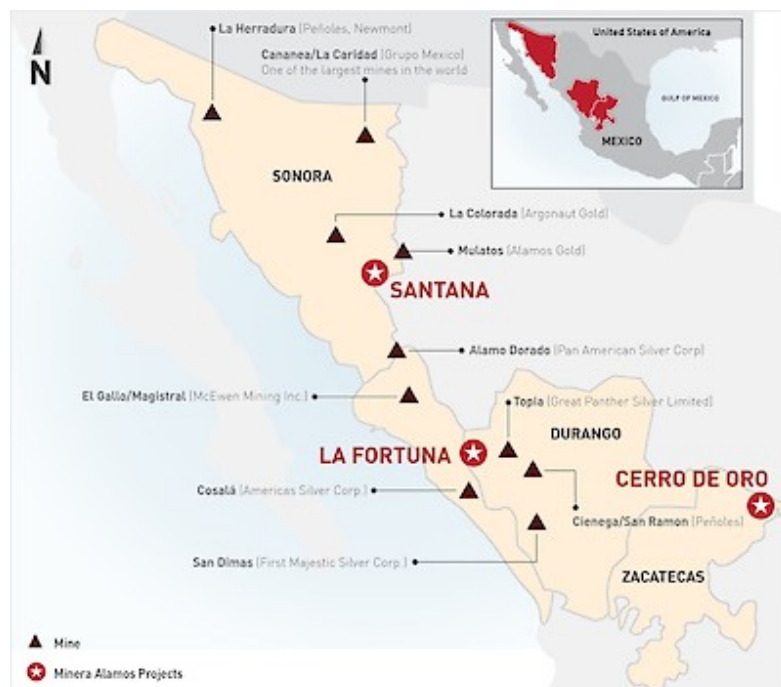 La Herradura (Peñoles, Newmont)
Cananea/La Caridad (Grupo Mexico)
One of the largest mines in the world
N
United States of America
GULF OF MEXICO
MEXICO
SONORA
La Colorada (Argonaut Gold)
Mulatos (Alamos Gold)
SANTANA
Alamo Dorado (Pan American Silver Corp)
El Gallo/Magistral (McEwen Mining Inc.)
Topia (Great Panther Silver Limited)
DURANGO
LA FORTUNA
CERRO DE ORO
Cosalá (Americas Silver Corp.)
Cienega/San Ramon (Peñoles)
San Dimas (First Majestic Silver Corp.)
ZACATECAS
Mine
Minera Alamos Projects